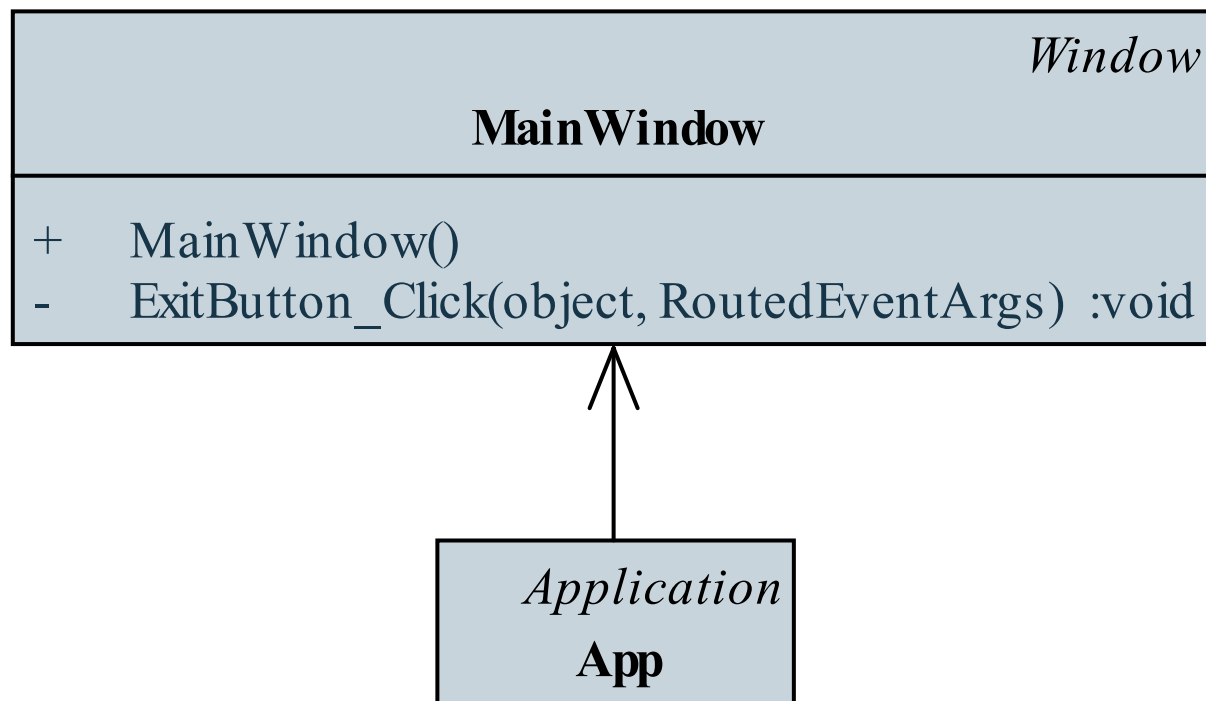 Window
MainWindow
+ MainWindow()
- ExitButton_Click(object, RoutedEventArgs) :void
Application
App